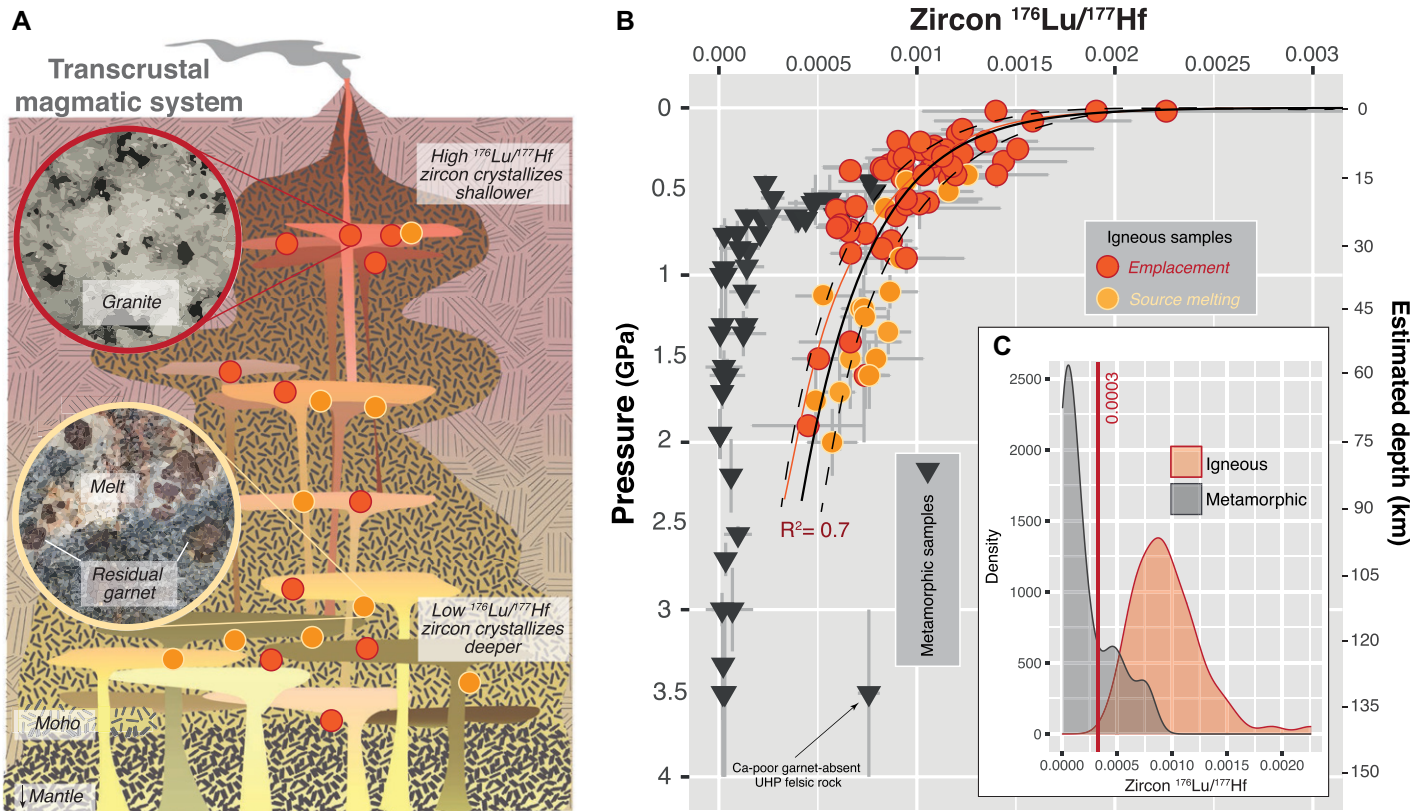 A
Transcrustal
magmatic system
High ¹⁷⁶Lu/¹⁷⁷Hf
zircon crystallizes
shallower
Granite
Melt
Residual
garnet
Low ¹⁷⁶Lu/¹⁷⁷Hf
zircon crystallizes
deeper
Moho
↓Mantle
B
Zircon ¹⁷⁶Lu/¹⁷⁷Hf
0.000 0.001 0.002 0.003
0.0005 0.0015 0.0025
Pressure (GPa)
0
0.5
1
1.5
2
2.5
3
3.5
4
Estimated depth (km)
0
15
30
45
60
75
90
105
120
135
150
Igneous samples
Emplacement
Source melting
R²= 0.7
Metamorphic samples
Ca-poor garnet-absent
UHP felsic rock
C
0.0003
Igneous
Metamorphic
Density
2500
2000
1500
1000
500
0
0.0000 0.0005 0.0010 0.0015 0.0020
Zircon ¹⁷⁶Lu/¹⁷⁷Hf